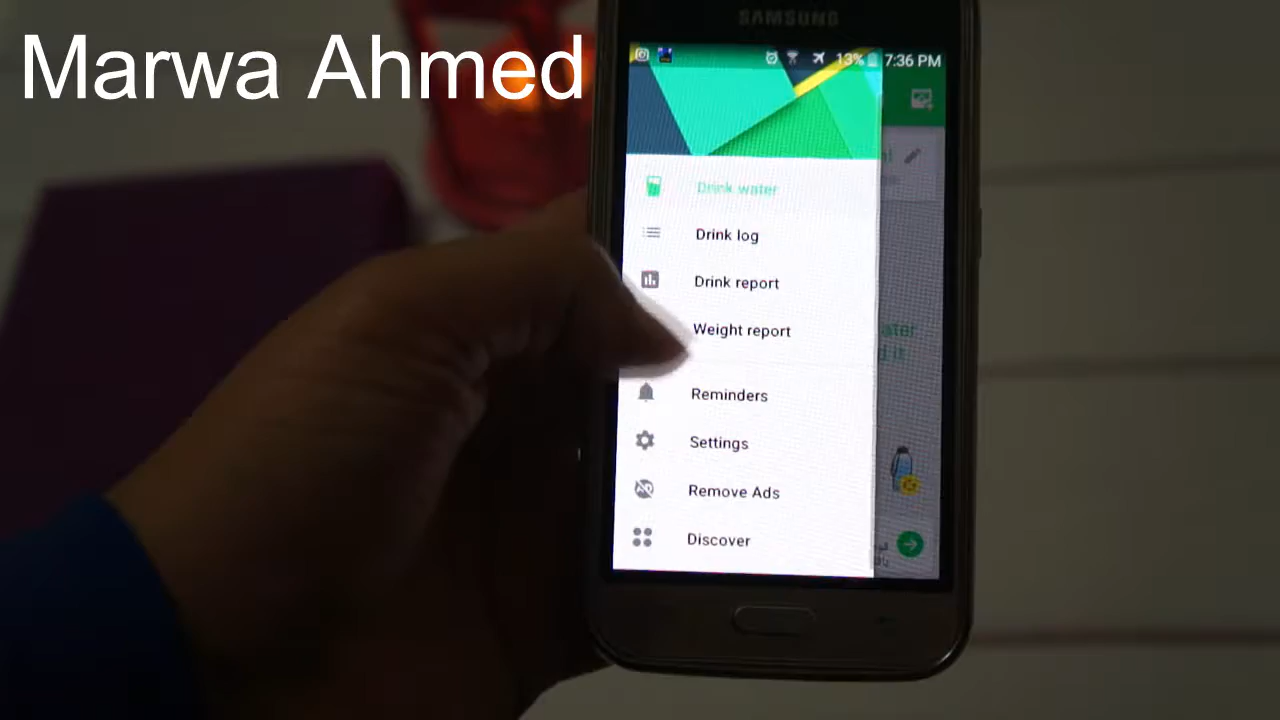 Marwa Ahmed
SAMSUNG
13% 7:36 PM
Drink water
Drink log
Drink report
Weight report
Reminders
Settings
Remove Ads
Discover